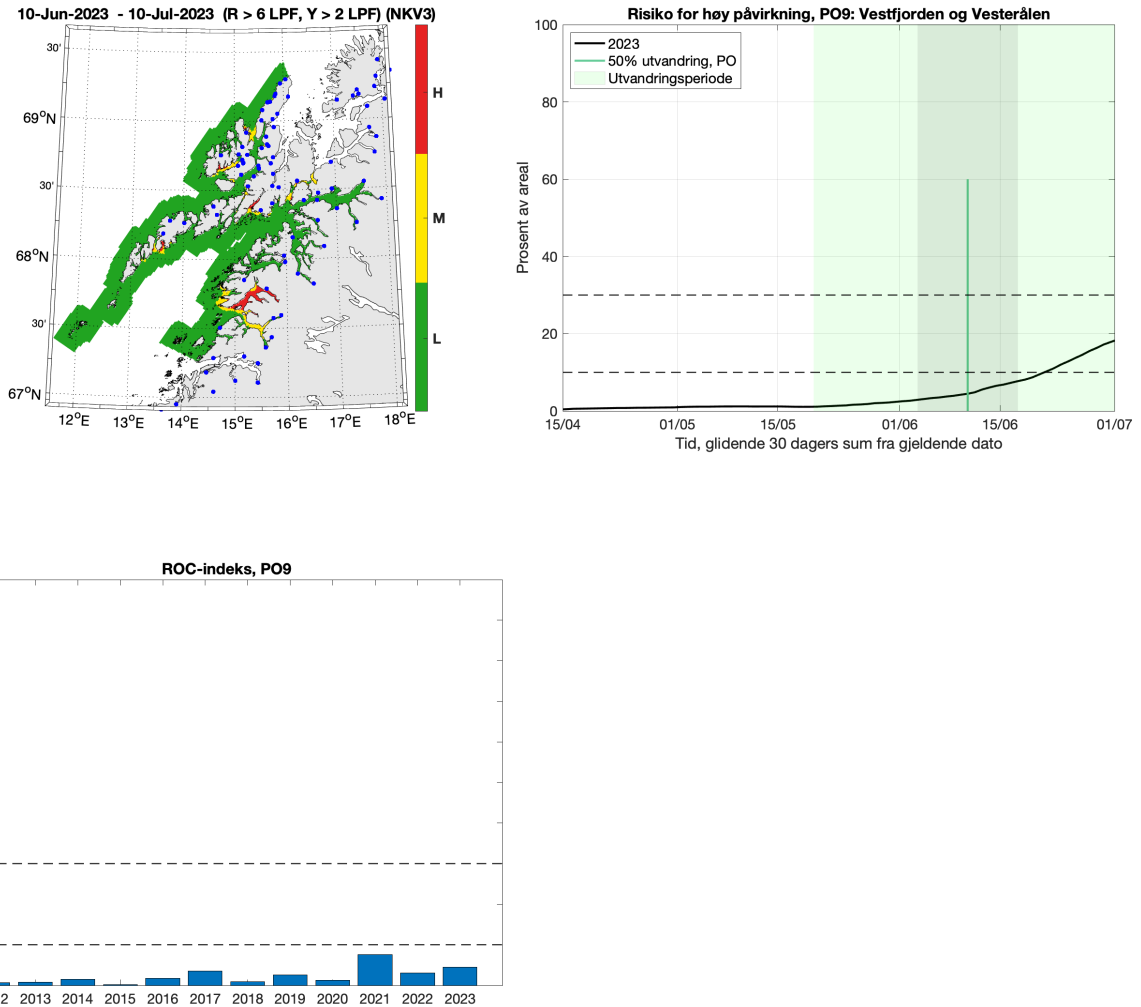 10-Jun-2023 - 10-Jul-2023 (R > 6 LPF, Y > 2 LPF) (NKV3)
30'
69°N
30'
68°N
30'
67°N
12°E 13°E 14°E 15°E 16°E 17°E 18°E
H
M
L
Risiko for høy påvirkning, PO9: Vestfjorden og Vesterålen
2023
50% utvandring, PO
Utvandringsperiode
Prosent av areal
100
80
60
40
20
0
15/04 01/05 15/05 01/06 15/06 01/07
Tid, glidende 30 dagers sum fra gjeldende dato
ROC-indeks, PO9
2 2013 2014 2015 2016 2017 2018 2019 2020 2021 2022 2023